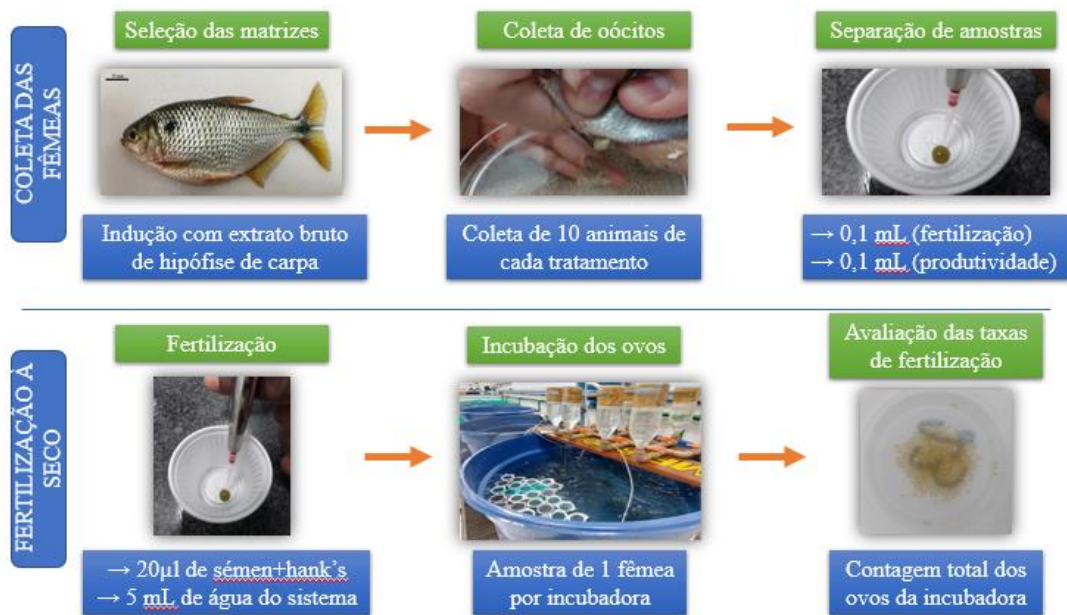 COLETA DAS
FÊMEAS
Seleção das matrizes
Coleta de oócitos
Separação de amostras
Indução com extrato bruto
de hipófise de carpa
Coleta de 10 animais de
cada tratamento
→ 0,1 mL (fertilização)
→ 0,1 mL (produtividade)
FERTILIZAÇÃO À
SECO
Fertilização
Incubação dos ovos
Avaliação das taxas
de fertilização
→ 20µl de sémen+hank’s
→ 5 mL de água do sistema
Amostra de 1 fêmea
por incubadora
Contagem total dos
ovos da incubadora